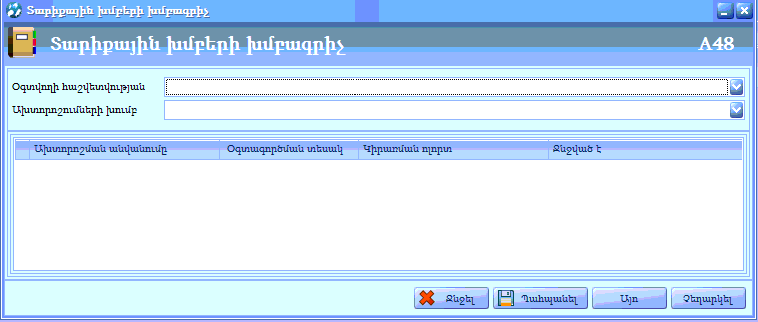 Տարիքային խմբերի խմբագրիչ
Տարիքային խմբերի խմբագրիչ A48
Օգտվողի հաշվետվության
Ախտորոշումների խումբ
Ախտորոշման անվանումը Օգտագործման տեսակ Կիրառման ոլորտ Ջնջված է
Ջնջել Պահպանել Այո Չեղարկել